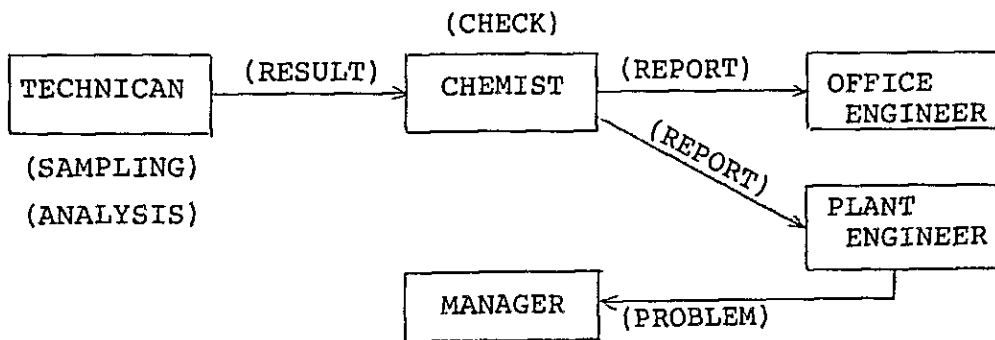 (CHECK)
TECHNICAN
(RESULT)
CHEMIST
(REPORT)
OFFICE
ENGINEER
(SAMPLING)
(ANALYSIS)
(REPORT)
PLANT
ENGINEER
MANAGER
(PROBLEM)